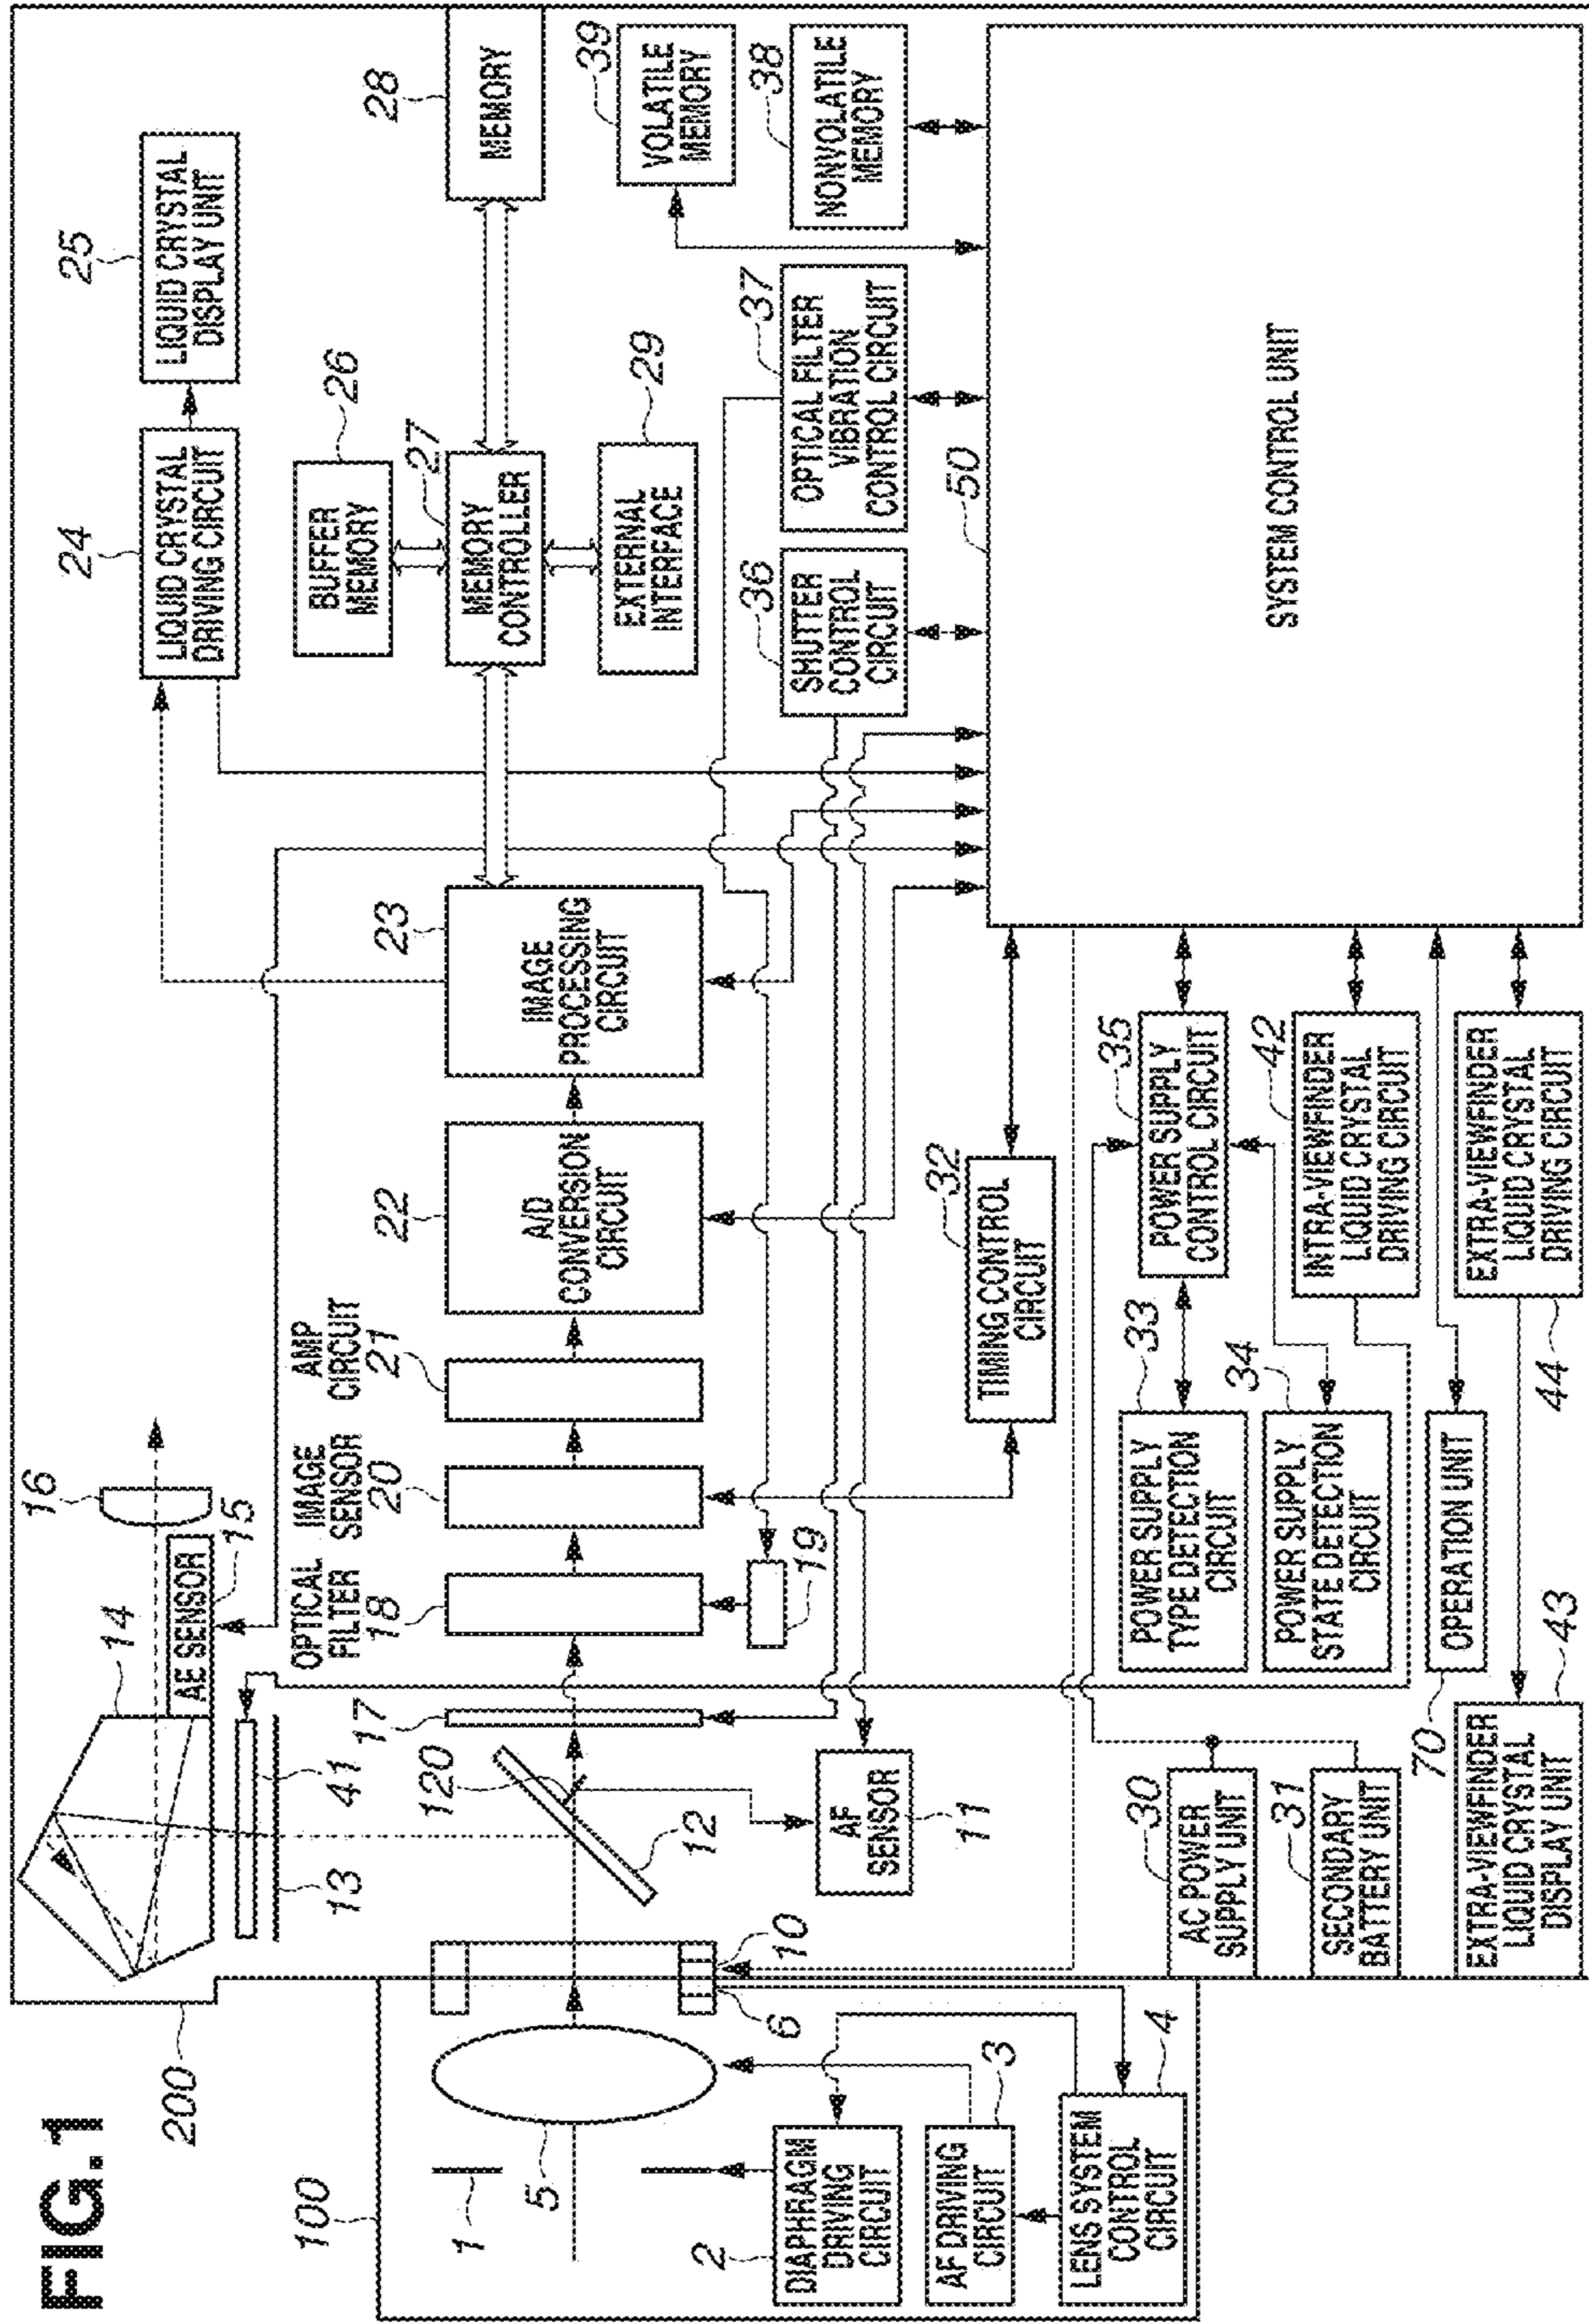 FIG.1
200
100
1
5
2
DIAPHRAGM
DRIVING
CIRCUIT
3
AF DRIVING
CIRCUIT
4
LENS SYSTEM
CONTROL
CIRCUIT
6
10
14
16
AE SENSOR
15
13
41
120
12
17
AF
SENSOR
11
OPTICAL
FILTER
18
19
IMAGE
SENSOR
20
AMP
CIRCUIT
21
22
A/D
CONVERSION
CIRCUIT
23
IMAGE
PROCESSING
CIRCUIT
24
LIQUID CRYSTAL
DRIVING CIRCUIT
25
LIQUID CRYSTAL
DISPLAY UNIT
26
BUFFER
MEMORY
27
MEMORY
CONTROLLER
28
MEMORY
29
EXTERNAL
INTERFACE
36
SHUTTER
CONTROL
CIRCUIT
37
OPTICAL FILTER
VIBRATION
CONTROL CIRCUIT
39
VOLATILE
MEMORY
38
NONVOLATILE
MEMORY
50
SYSTEM CONTROL UNIT
32
TIMING CONTROL
CIRCUIT
30
AC POWER
SUPPLY UNIT
31
SECONDARY
BATTERY UNIT
33
POWER SUPPLY
TYPE DETECTION
CIRCUIT
34
POWER SUPPLY
STATE DETECTION
CIRCUIT
35
POWER SUPPLY
CONTROL CIRCUIT
42
INTRA-VIEWFINDER
LIQUID CRYSTAL
DRIVING CIRCUIT
70
OPERATION UNIT
43
EXTRA-VIEWFINDER
LIQUID CRYSTAL
DISPLAY UNIT
44
EXTRA-VIEWFINDER
LIQUID CRYSTAL
DRIVING CIRCUIT